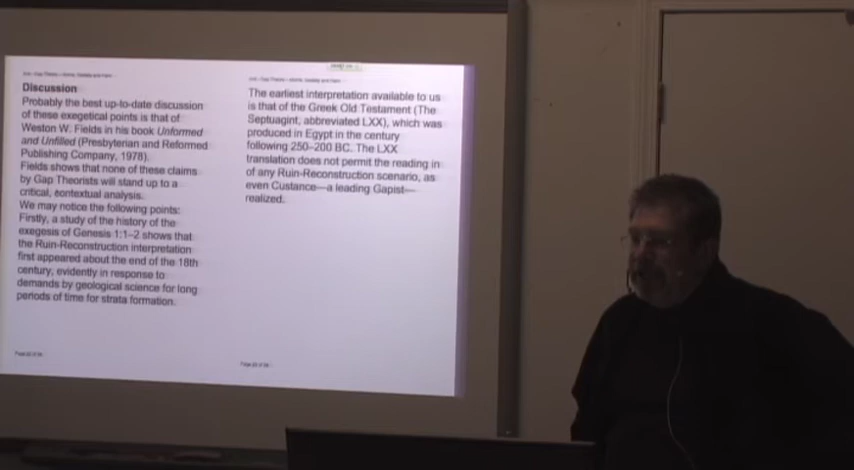 Discussion
Probably the best up-to-date discussion
of these exegetical points is that of
Weston W. Fields in his book Unformed
and Unfilled (Presbyterian and Reformed
Publishing Company, 1978).
Fields shows that none of these claims
by Gap Theorists will stand up to a
critical, contextual analysis.
We may notice the following points:
Firstly, a study of the history of the
exegesis of Genesis 1:1–2 shows that
the Ruin-Reconstruction interpretation
first appeared about the end of the 18th
century, evidently in response to
demands by geological science for long
periods of time for strata formation.
The earliest interpretation available to us
is that of the Greek Old Testament (The
Septuagint, abbreviated LXX), which was
produced in Egypt in the century
following 250–200 BC. The LXX
translation does not permit the reading in
of any Ruin-Reconstruction scenario, as
even Custance—a leading Gapist—
realized.